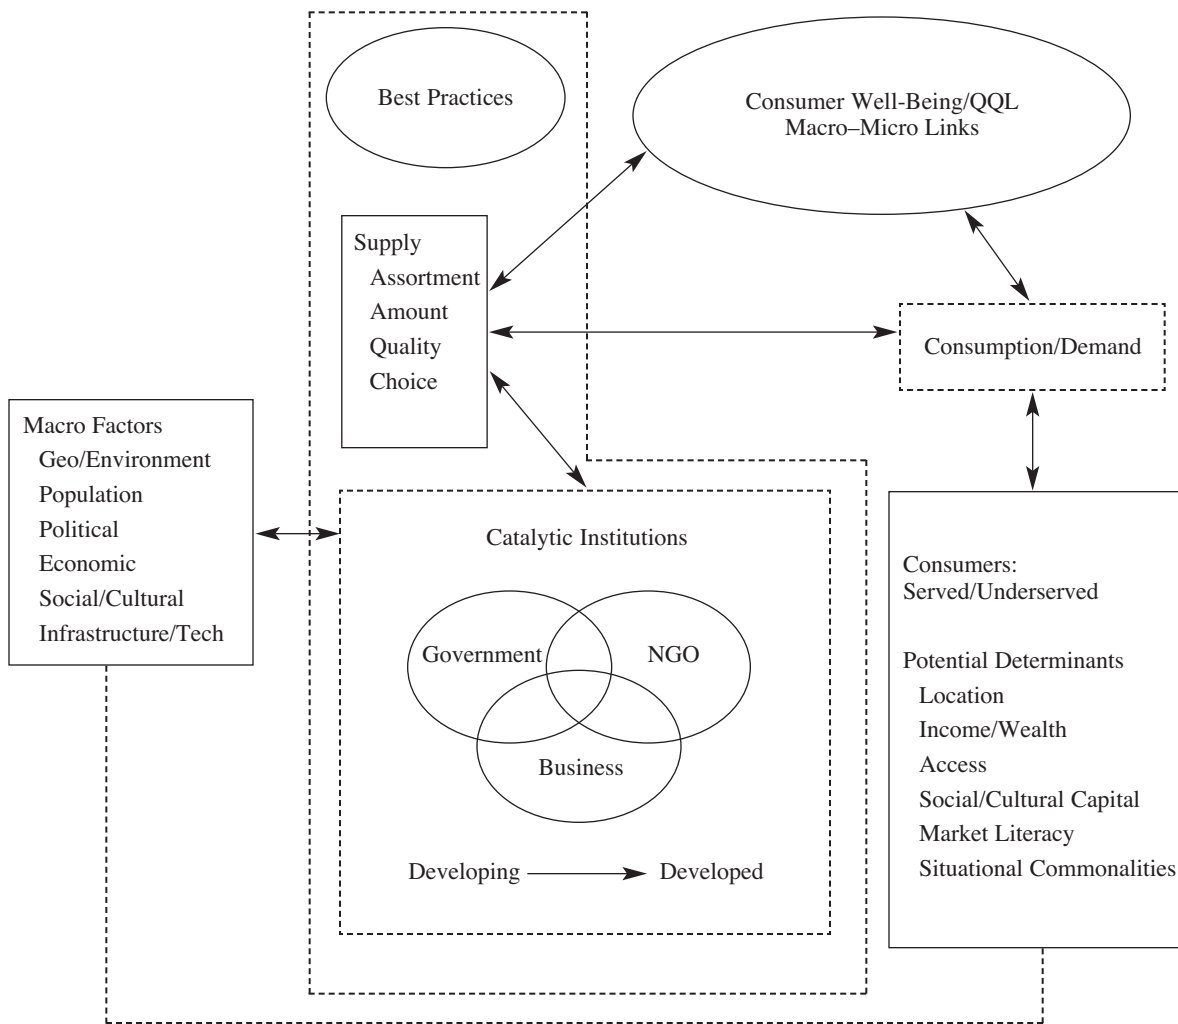 Best Practices
Consumer Well-Being/QQL
Macro–Micro Links
Supply
Assortment
Amount
Quality
Choice
Consumption/Demand
Macro Factors
Geo/Environment
Population
Political
Economic
Social/Cultural
Infrastructure/Tech
Catalytic Institutions
Government
NGO
Business
Developing
Developed
Consumers:
Served/Underserved
Potential Determinants
Location
Income/Wealth
Access
Social/Cultural Capital
Market Literacy
Situational Commonalities